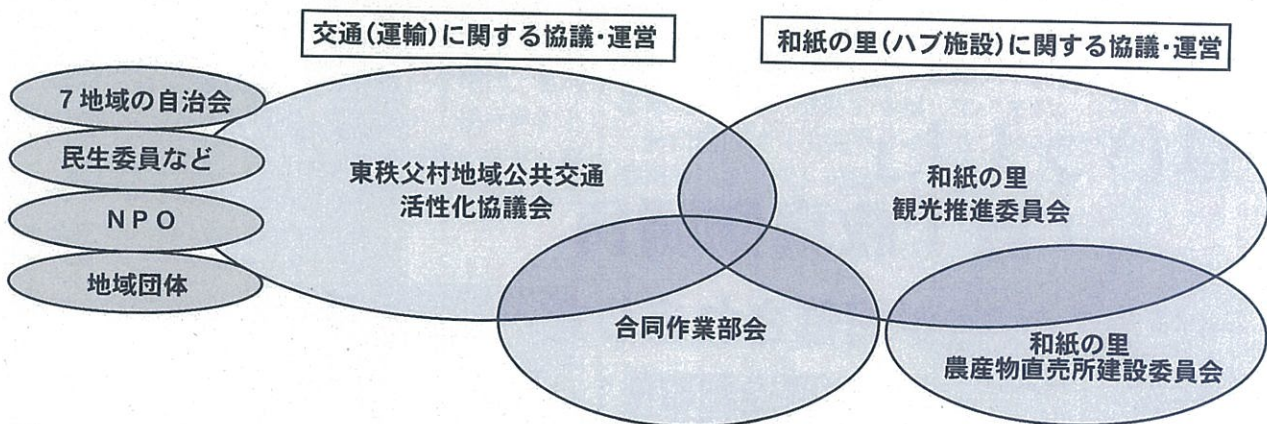 交通(運輸)に関する協議・運営
和紙の里(ハブ施設)に関する協議・運営
7地域の自治会
民生委員など
NPO
地域団体
東秩父村地域公共交通
活性化協議会
和紙の里
観光推進委員会
合同作業部会
和紙の里
農産物直売所建設委員会